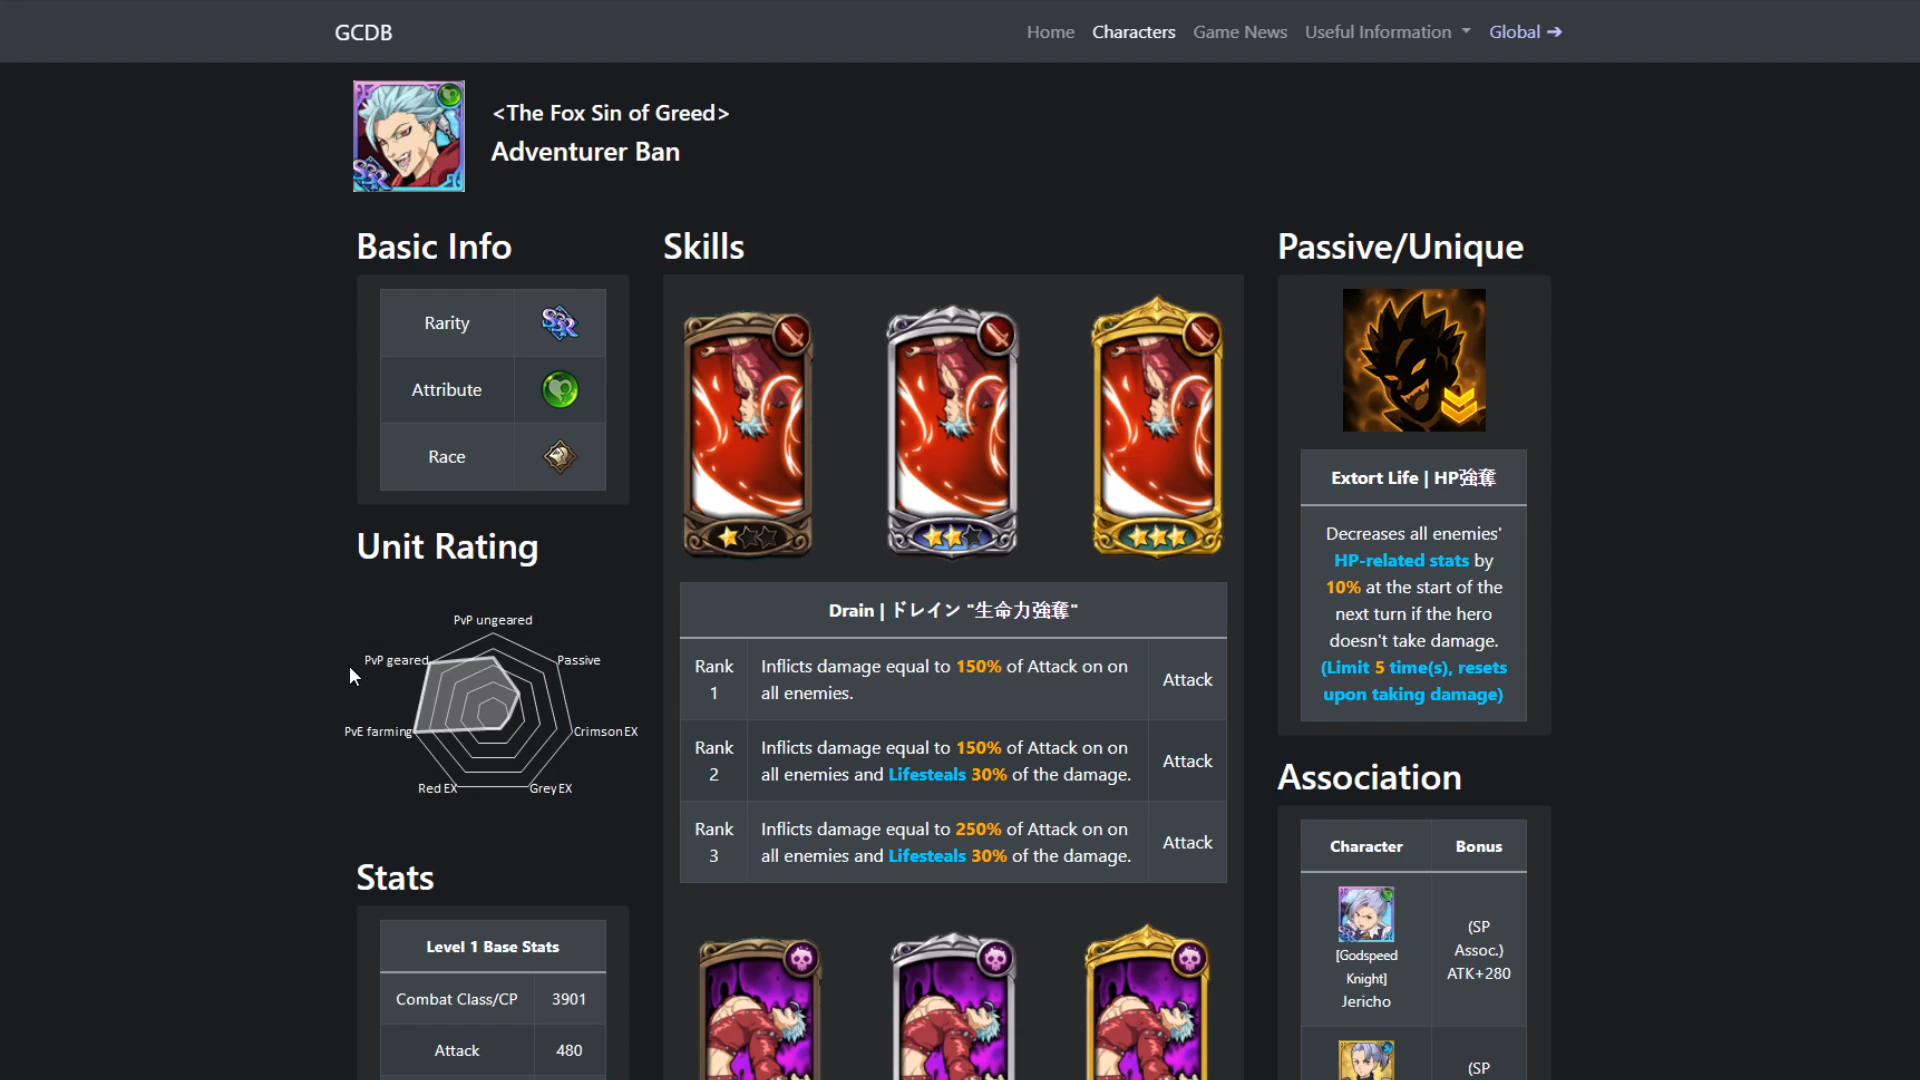 GCDB
Home Characters Game News Useful Information Global ➔
SSR
<The Fox Sin of Greed>
Adventurer Ban
Basic Info
Rarity SSR
Attribute
Race
Unit Rating
PvP ungeared
PvP geared
Passive
PvE farming
Crimson EX
Red EX
Grey EX
Stats
Level 1 Base Stats
Combat Class/CP 3901
Attack 480
Skills
Drain | ドレイン "生命力強奪"
Rank 1
Inflicts damage equal to 150% of Attack on on
all enemies.
Attack
Rank 2
Inflicts damage equal to 150% of Attack on on
all enemies and Lifesteals 30% of the damage.
Attack
Rank 3
Inflicts damage equal to 250% of Attack on on
all enemies and Lifesteals 30% of the damage.
Attack
Passive/Unique
Extort Life | HP強奪
Decreases all enemies'
HP-related stats by
10% at the start of the
next turn if the hero
doesn't take damage.
(Limit 5 time(s), resets
upon taking damage)
Association
Character Bonus
[Godspeed
Knight]
Jericho
(SP
Assoc.)
ATK+280
(SP